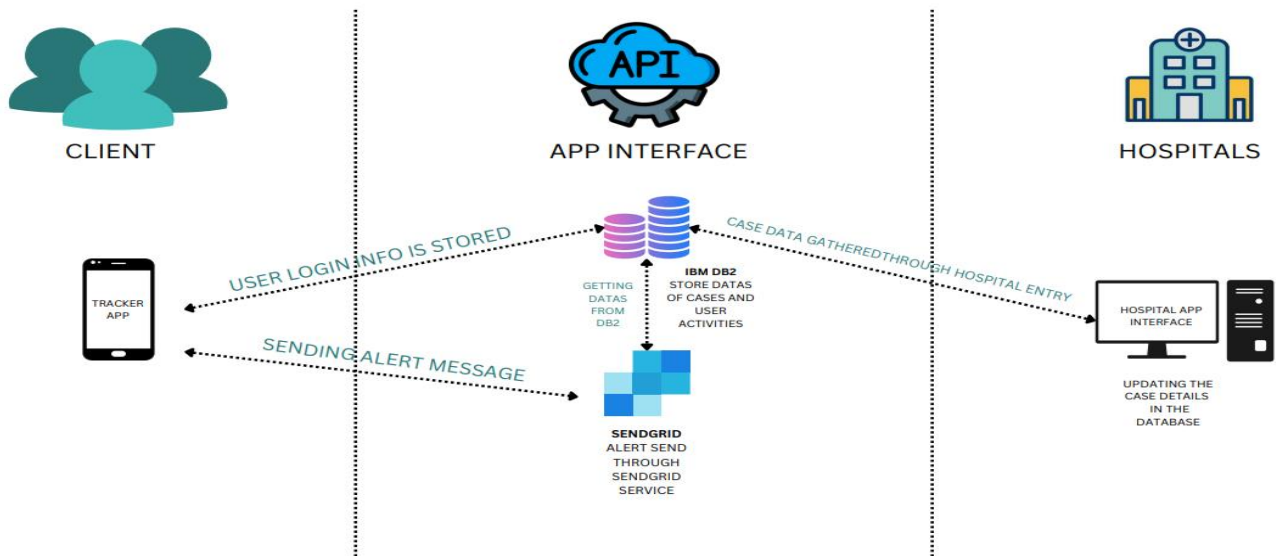 API
CLIENT
APP INTERFACE
HOSPITALS
USER LOGIN INFO IS STORED
CASE DATA GATHEREDTHROUGH HOSPITAL ENTRY
TRACKER
APP
GETTING
DATAS
FROM
DB2
IBM DB2
STORE DATAS
OF CASES AND
USER
ACTIVITIES
HOSPITAL APP
INTERFACE
SENDING ALERT MESSAGE
UPDATING THE
CASE DETAILS
IN THE
DATABASE
SENDGRID
ALERT SEND
THROUGH
SENDGRID
SERVICE